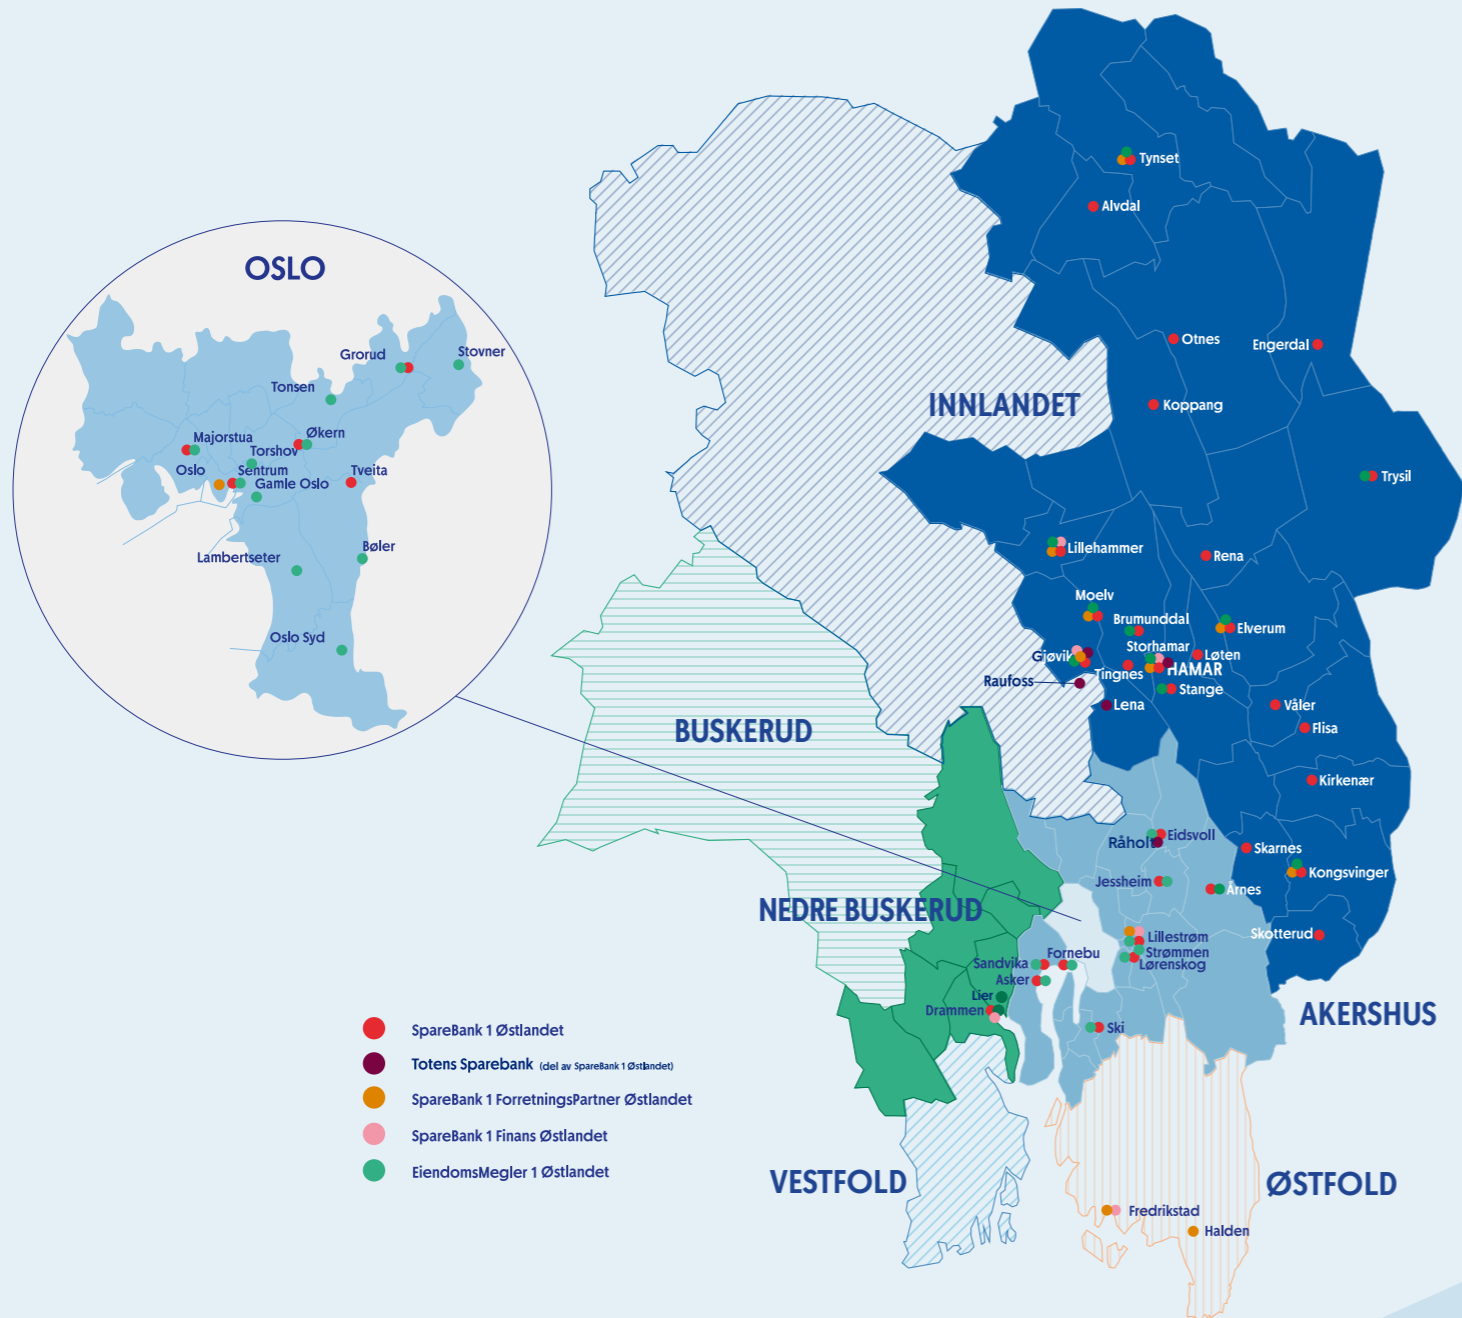 OSLO
Grorud
Stovner
Tonsen
Majorstua
Økern
Torshov
Oslo
Sentrum
Tveita
Gamle Oslo
Lambertseter
Bøler
Oslo Syd
Tynset
Alvdal
Otnes
Engerdal
INNLANDET
Koppang
Trysil
Lillehammer
Rena
Moelv
Brumunddal
Elverum
Storhamar
Gjøvik
Løten
Tingnes
HAMAR
Raufoss
Stange
Lena
Våler
Flisa
BUSKERUD
Kirkenær
Eidsvoll
Råholt
Skarnes
Kongsvinger
Jessheim
Årnes
NEDRE BUSKERUD
Skotterud
Lillestrøm
Strømmen
Lørenskog
Fornebu
Sandvika
Asker
Lier
Drammen
AKERSHUS
Ski
SpareBank 1 Østlandet
Totens Sparebank (del av SpareBank 1 Østlandet)
SpareBank 1 ForretningsPartner Østlandet
SpareBank 1 Finans Østlandet
EiendomsMegler 1 Østlandet
VESTFOLD
ØSTFOLD
Fredrikstad
Halden